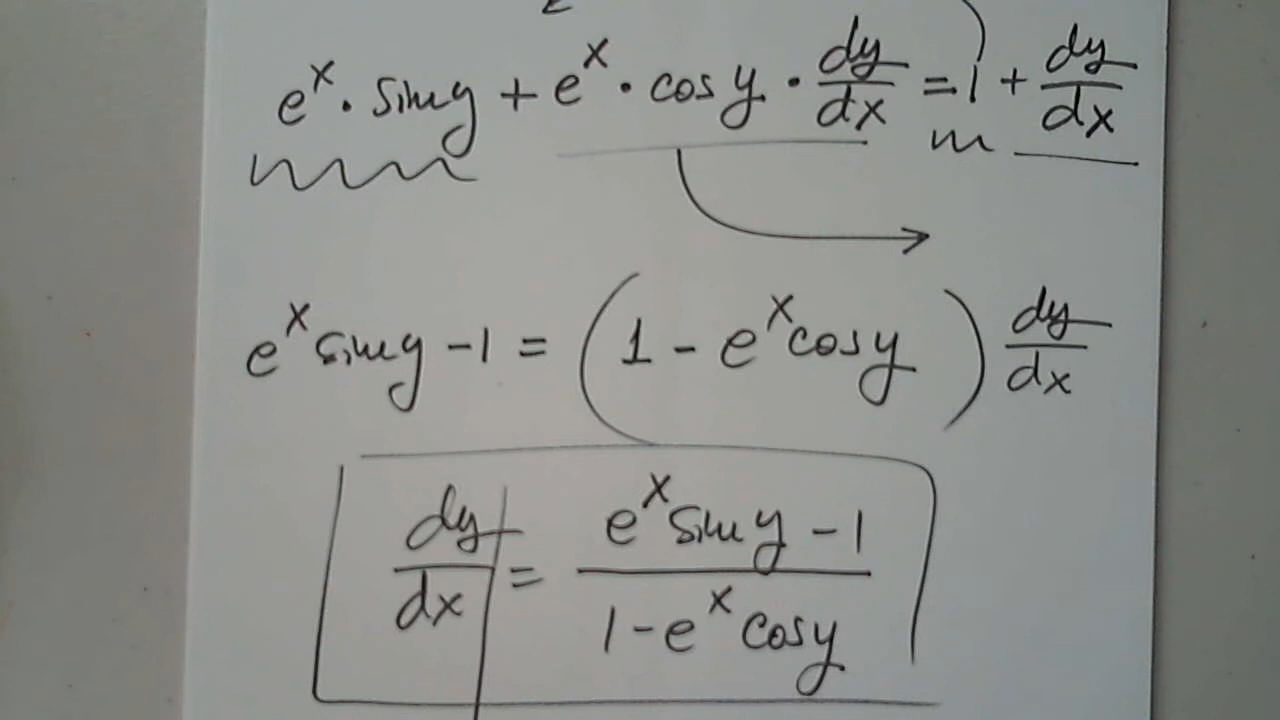 e^x · sin y + e^x · cos y · dy/dx = 1 + dy/dx
e^x sin y - 1 = (1 - e^x cos y) dy/dx
dy/dx = (e^x sin y - 1)/(1 - e^x cos y)